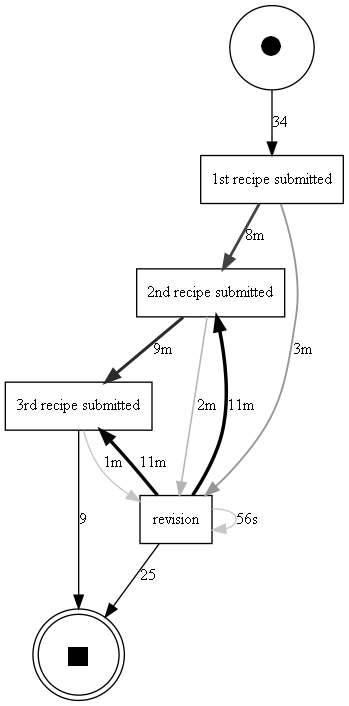 34
1st recipe submitted
8m
2nd recipe submitted
9m
2m
11m
3m
3rd recipe submitted
1m
11m
9
revision
56s
25